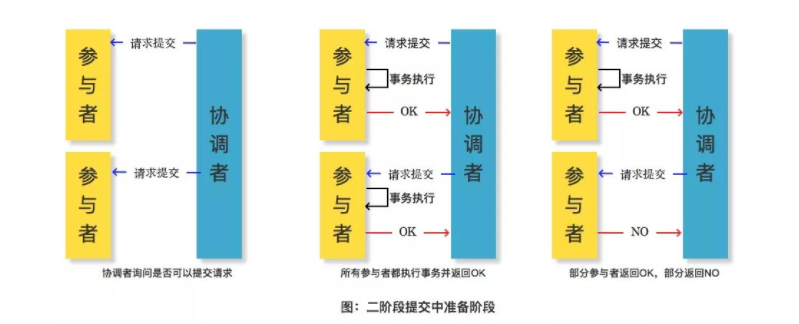 参与者
请求提交
协调者
参与者
请求提交
协调者询问是否可以提交请求
参与者
请求提交
事务执行
OK
协调者
参与者
请求提交
事务执行
OK
所有参与者都执行事务并返回OK
参与者
请求提交
事务执行
OK
协调者
参与者
请求提交
NO
部分参与者返回OK，部分返回NO
图：二阶段提交中准备阶段